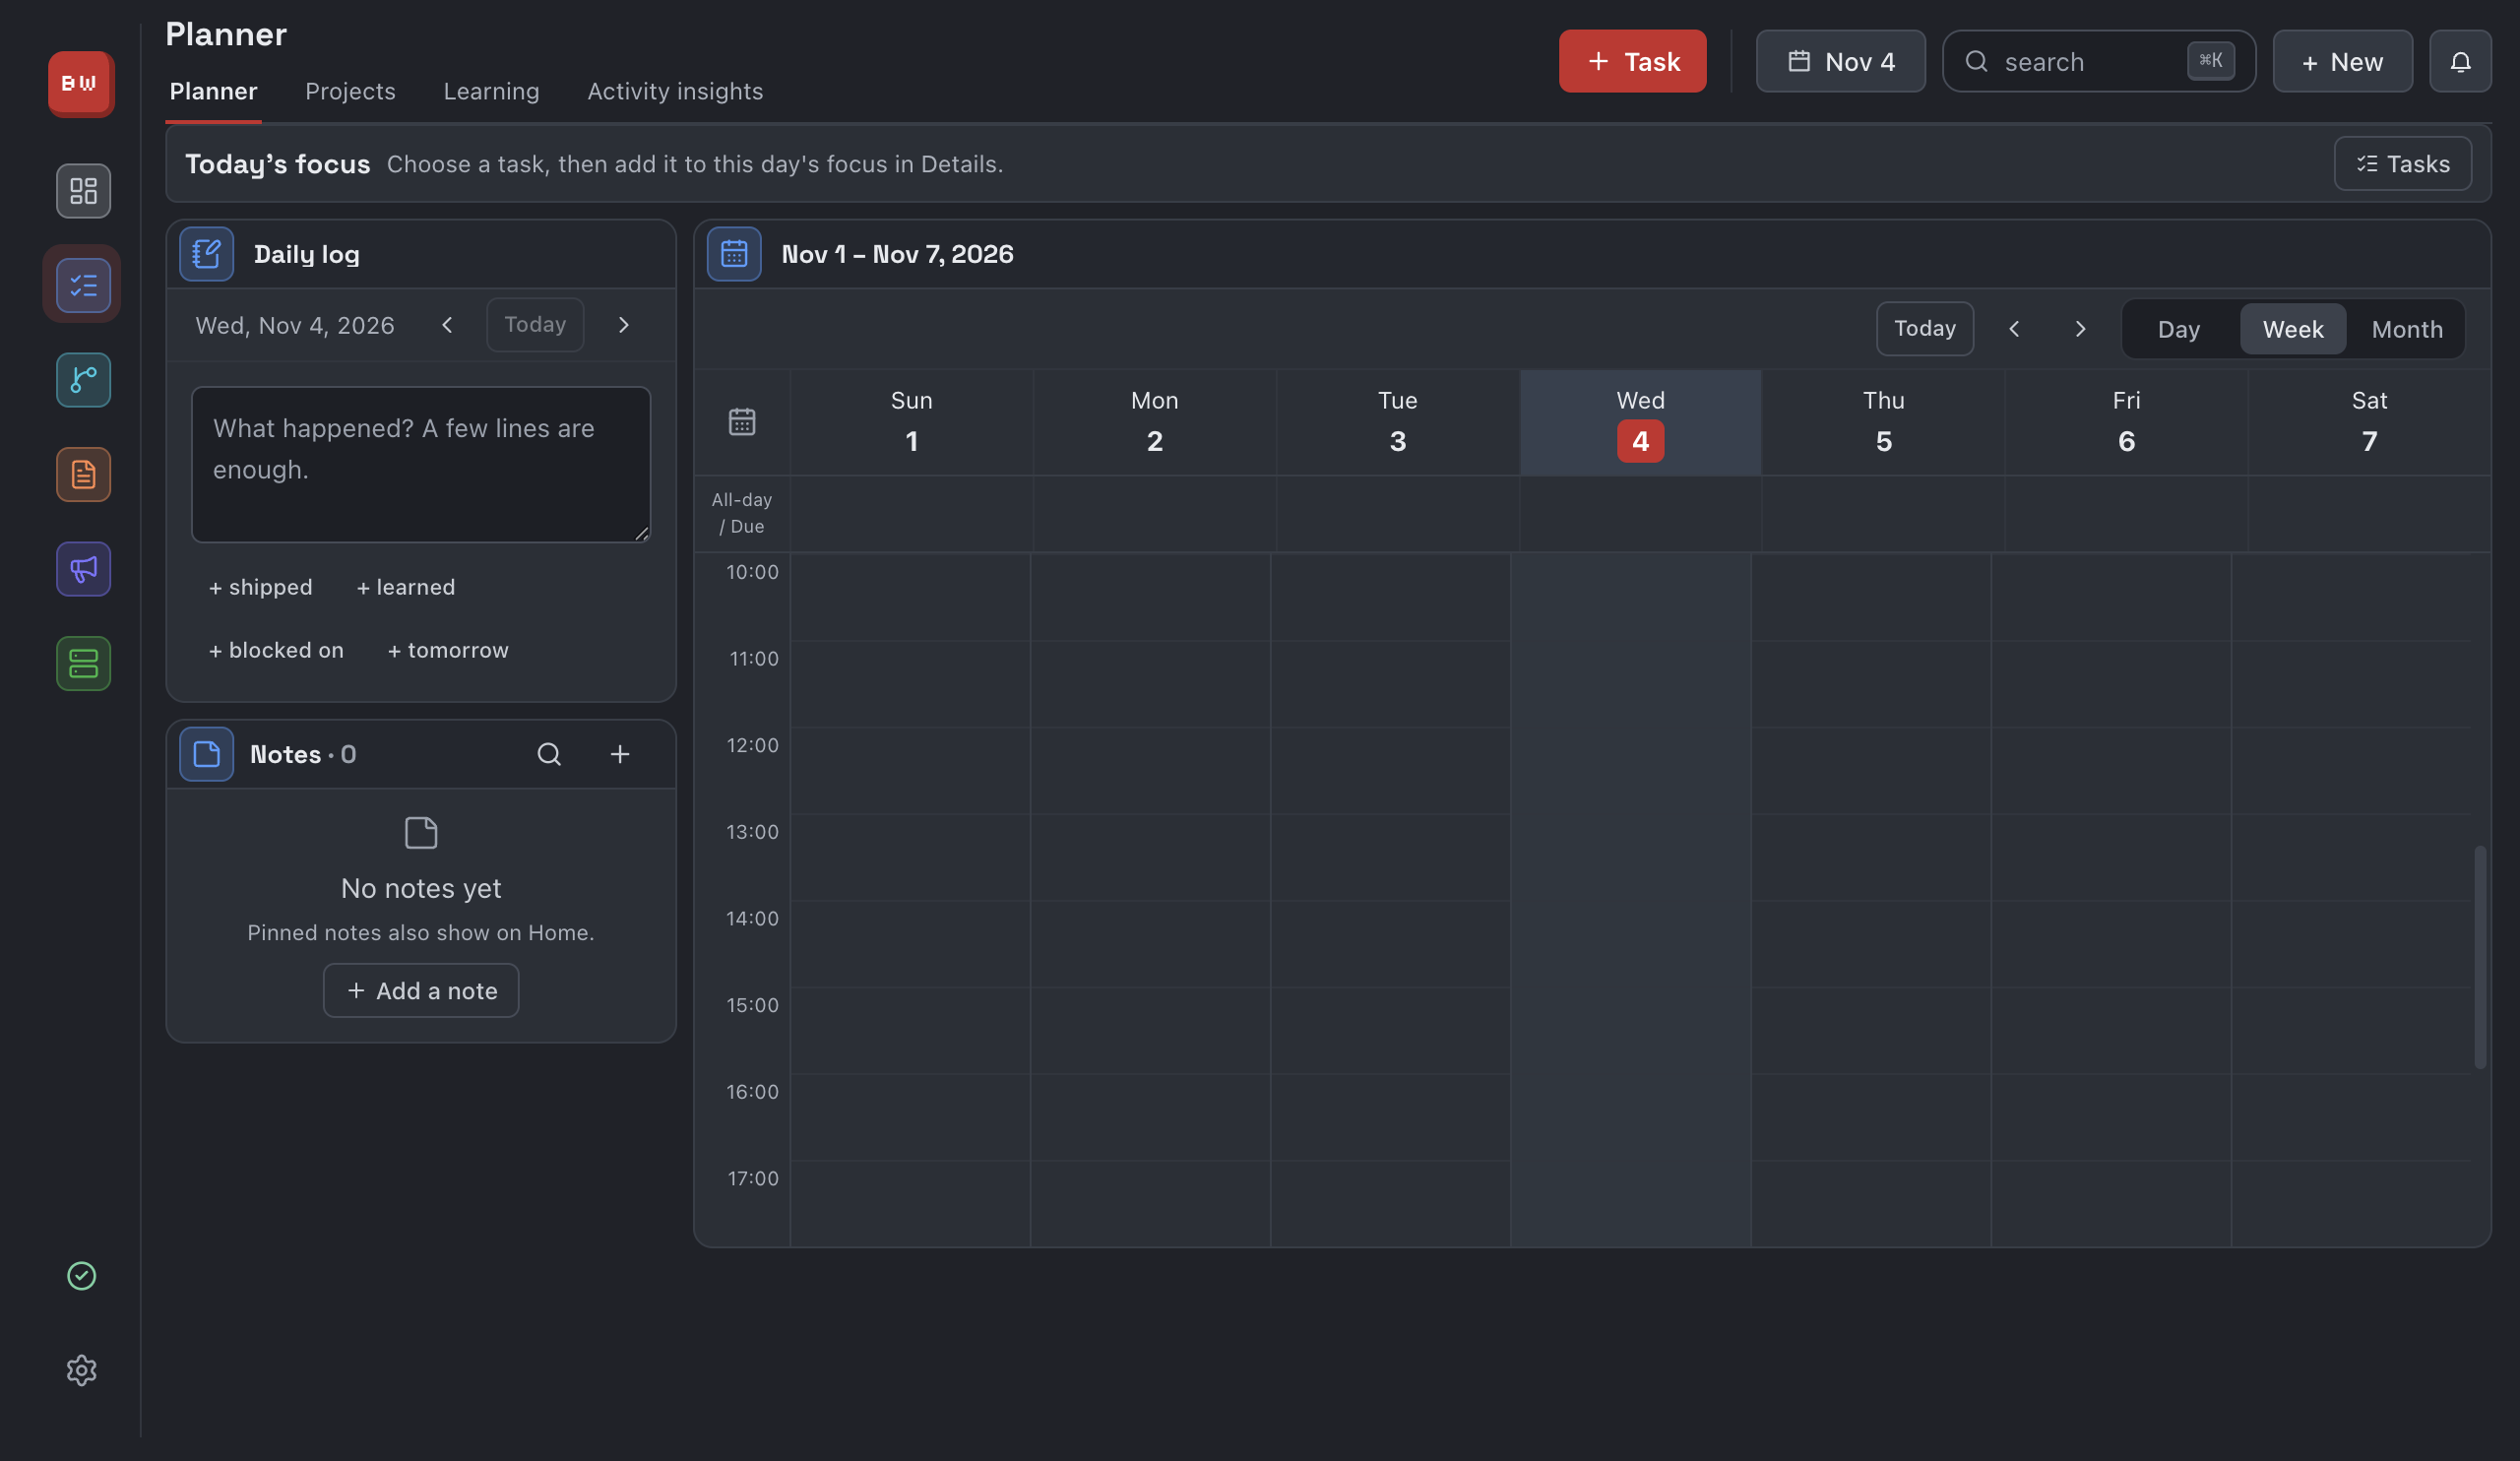 Planner
BW
Planner Projects Learning Activity insights
+ Task
Nov 4
search ⌘K
+ New
Today's focus Choose a task, then add it to this day's focus in Details.
Tasks
Daily log
Wed, Nov 4, 2026
Today
What happened? A few lines are
enough.
+ shipped + learned
+ blocked on + tomorrow
Notes · 0
No notes yet
Pinned notes also show on Home.
+ Add a note
Nov 1 – Nov 7, 2026
Today
Day Week Month
Sun Mon Tue Wed Thu Fri Sat
1 2 3 4 5 6 7
All-day
/ Due
10:00
11:00
12:00
13:00
14:00
15:00
16:00
17:00